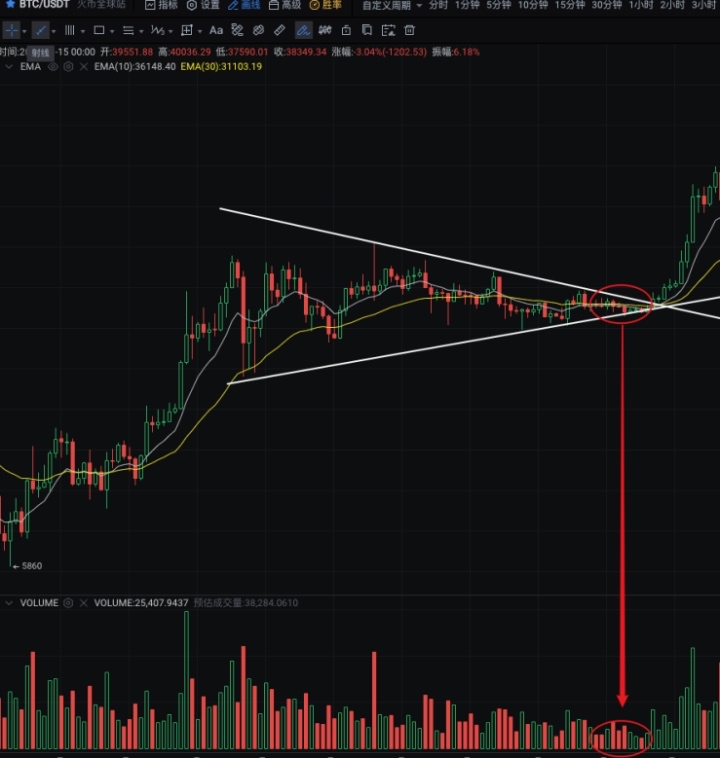 BTC/USDT 火币全球站 指标 设置 画线 高级 胜率 自定义周期 分时 1分钟 5分钟 10分钟 15分钟 30分钟 1小时 2小时 3小时
Aa
时间:2 -15 00:00 开:39551.88 高:40036.29 低:37590.01 收:38349.34 涨幅:-3.04%(-1202.53) 振幅:6.18%
射线
EMA EMA(10):36148.40 EMA(30):31103.19
5860
VOLUME VOLUME:25,407.9437 预估成交量:38,284.0610